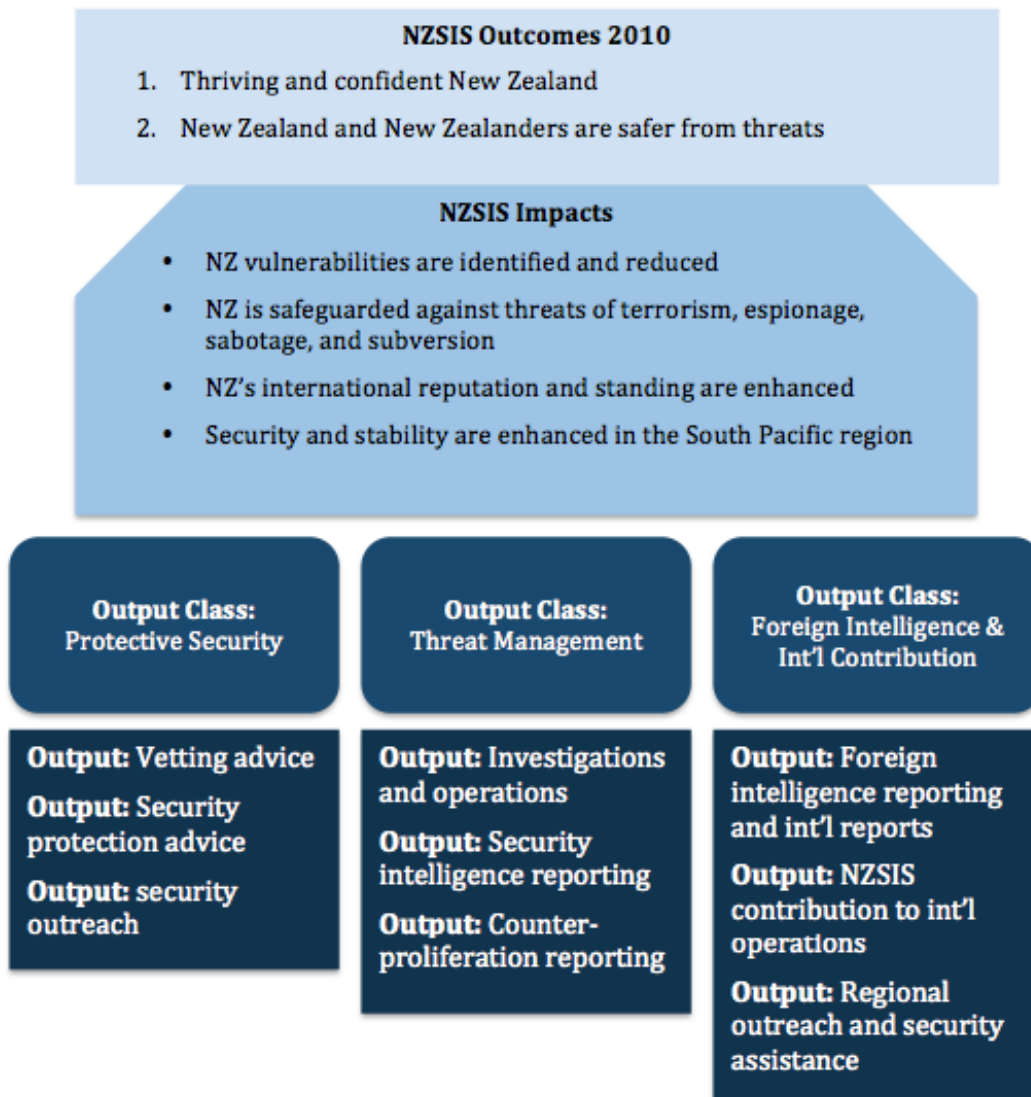 NZSIS Outcomes 2010
1. Thriving and confident New Zealand
2. New Zealand and New Zealanders are safer from threats
NZSIS Impacts
• NZ vulnerabilities are identified and reduced
• NZ is safeguarded against threats of terrorism, espionage,
sabotage, and subversion
• NZ’s international reputation and standing are enhanced
• Security and stability are enhanced in the South Pacific region
Output Class:
Protective Security
Output: Vetting advice
Output: Security
protection advice
Output: security
outreach
Output Class:
Threat Management
Output: Investigations
and operations
Output: Security
intelligence reporting
Output: Counter-
proliferation reporting
Output Class:
Foreign Intelligence &
Int’l Contribution
Output: Foreign
intelligence reporting
and int’l reports
Output: NZSIS
contribution to int’l
operations
Output: Regional
outreach and security
assistance